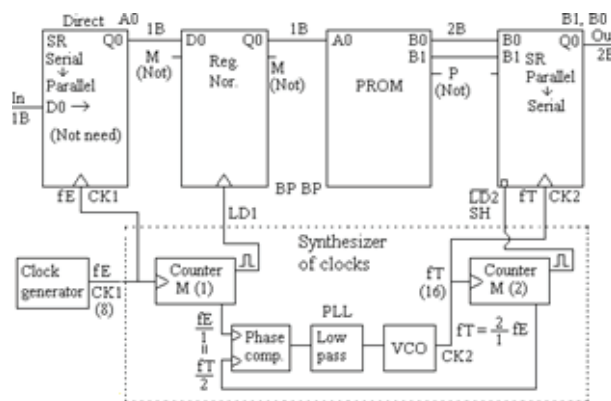 Direct A0
B1, B0
SR
Serial
↓
Parallel
D0 →
(Not need)
Q0
In
1B
fE
CK1
1B
M
(Not)
D0
Q0
Reg.
Nor.
LD1
1B
M
(Not)
A0
B0
B1
PROM
BP BP
2B
P
(Not)
B0
B1
Q0
SR
Parallel
↓
Serial
Ou
2B
LD2
SH
fT
CK2
Synthesizer
of clocks
Clock
generator
fE
CK1
(8)
Counter
M (1)
fT
(16)
Counter
M (2)
fE
1
=
fT
2
Phase
comp.
PLL
Low
pass
VCO
CK2
fT = 2/1 fE